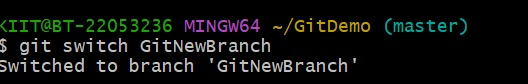 KIIT@BT-22053236 MINGW64 ~/GitDemo (master)
$ git switch GitNewBranch
Switched to branch 'GitNewBranch'